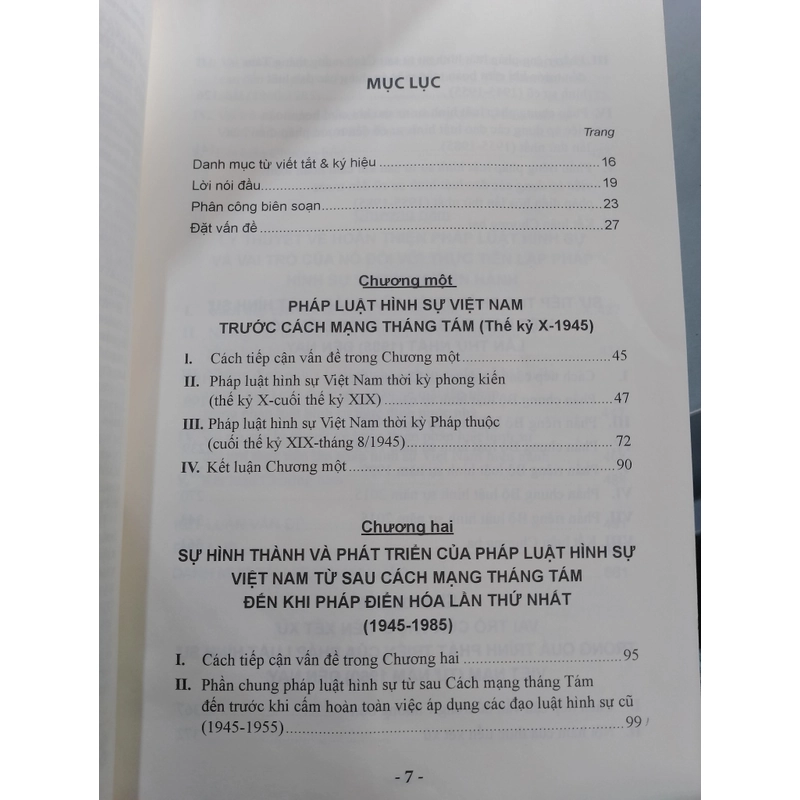 MỤC LỤC
Trang
Danh mục từ viết tắt & ký hiệu ........ 16
Lời nói đầu ........ 19
Phân công biên soạn ........ 23
Đặt vấn đề ........ 27
Chương một
PHÁP LUẬT HÌNH SỰ VIỆT NAM
TRƯỚC CÁCH MẠNG THÁNG TÁM (Thế kỷ X-1945)
I. Cách tiếp cận vấn đề trong Chương một ........ 45
II. Pháp luật hình sự Việt Nam thời kỳ phong kiến
(thế kỷ X-cuối thế kỷ XIX) ........ 47
III. Pháp luật hình sự Việt Nam thời kỳ Pháp thuộc
(cuối thế kỷ XIX-tháng 8/1945) ........ 72
IV. Kết luận Chương một ........ 90
Chương hai
SỰ HÌNH THÀNH VÀ PHÁT TRIỂN CỦA PHÁP LUẬT HÌNH SỰ
VIỆT NAM TỪ SAU CÁCH MẠNG THÁNG TÁM
ĐẾN KHI PHÁP ĐIỂN HÓA LẦN THỨ NHẤT
(1945-1985)
I. Cách tiếp cận vấn đề trong Chương hai ........ 95
II. Phần chung pháp luật hình sự từ sau Cách mạng tháng Tám
đến trước khi cấm hoàn toàn việc áp dụng các đạo luật hình sự cũ
(1945-1955) ........ 99
- 7 -